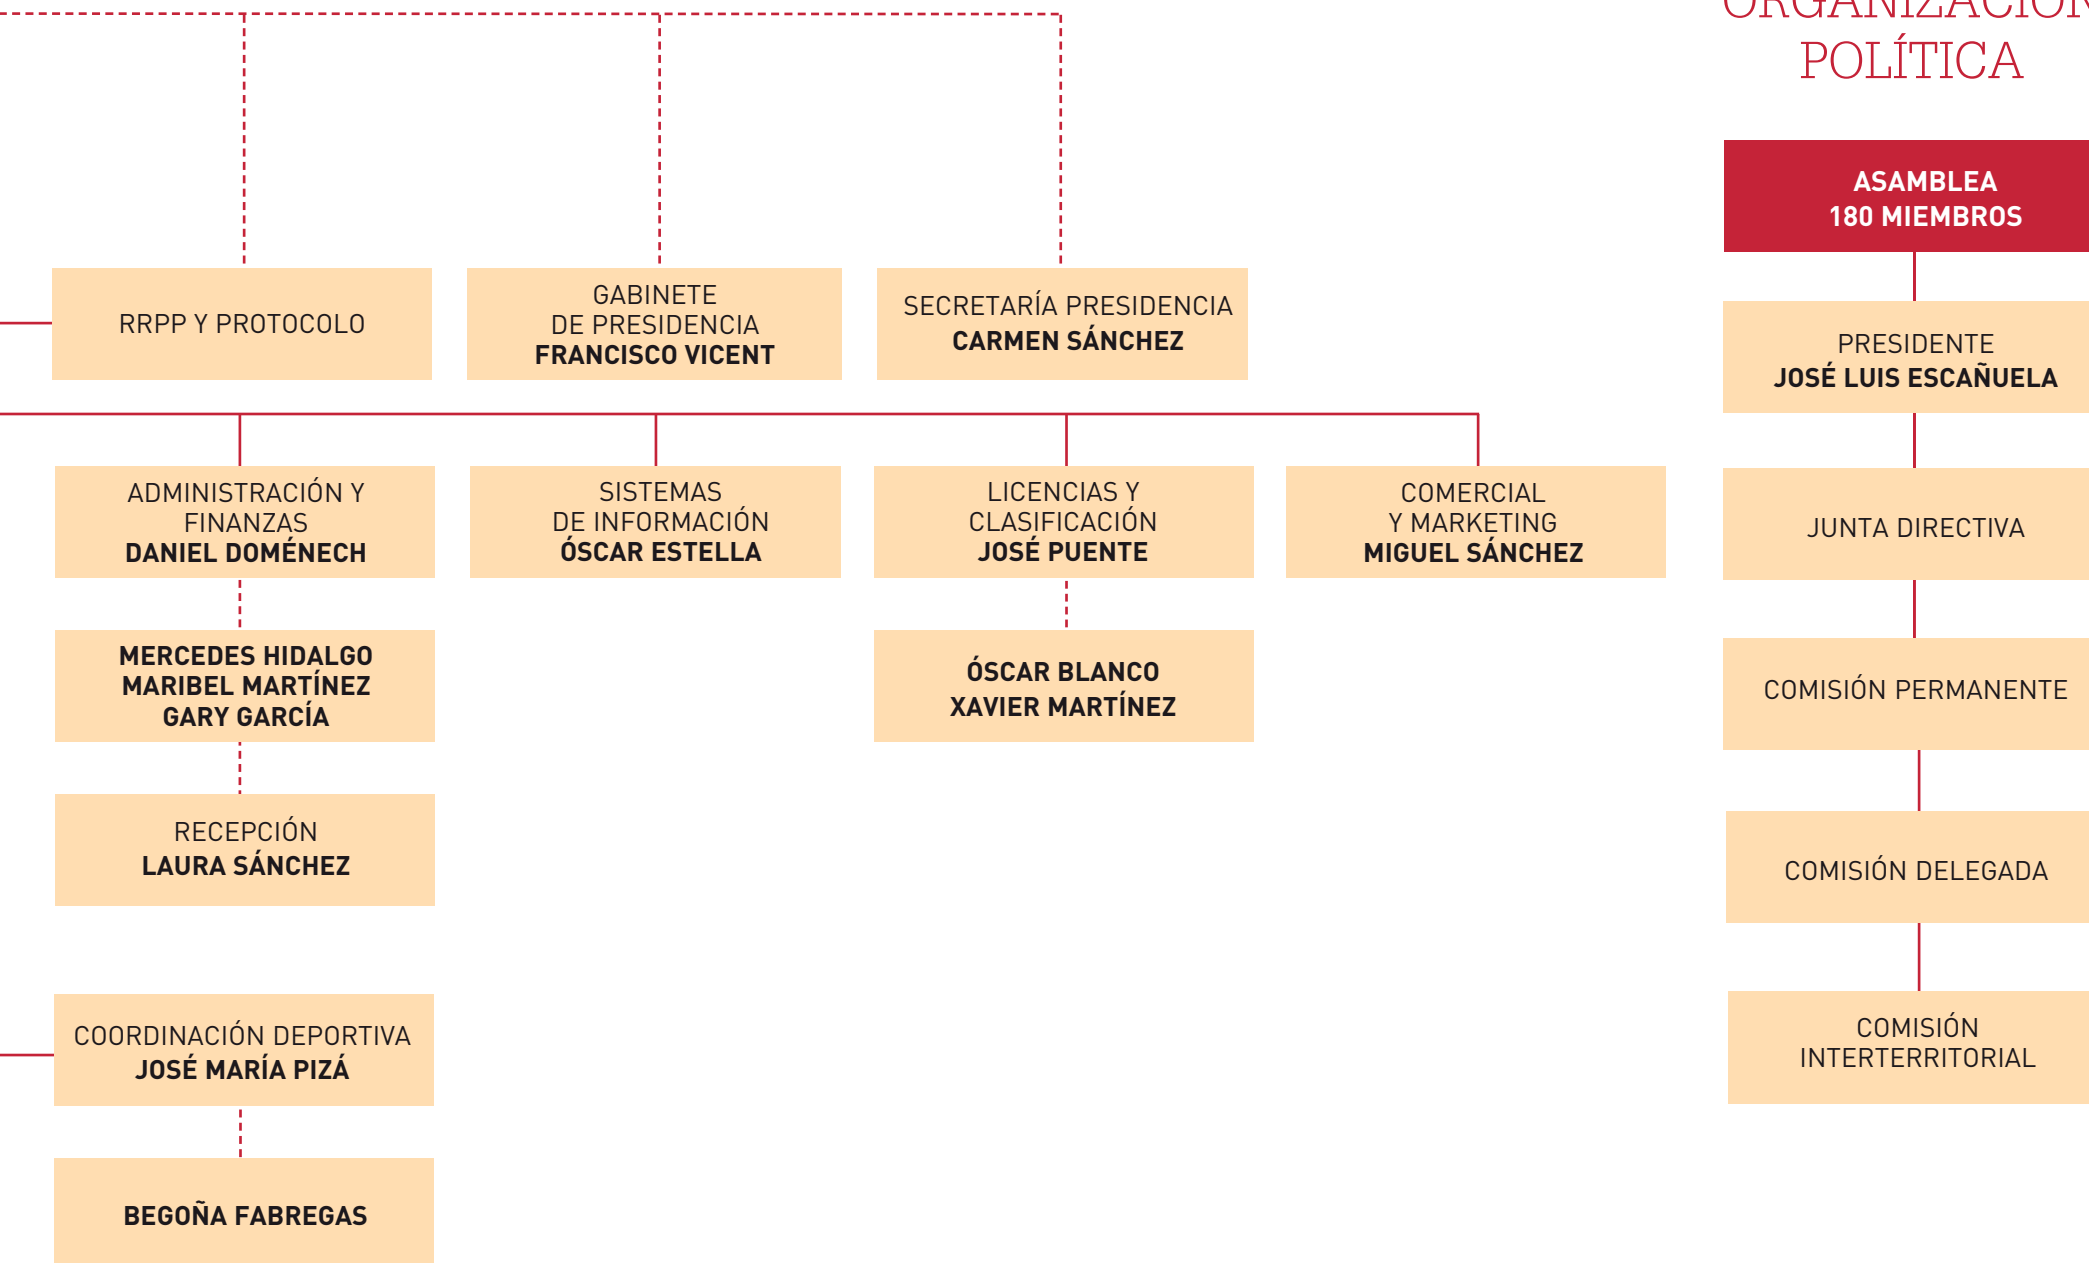 ORGANIZACIÓN
POLÍTICA
ASAMBLEA
180 MIEMBROS
RRPP Y PROTOCOLO
GABINETE
DE PRESIDENCIA
FRANCISCO VICENT
SECRETARÍA PRESIDENCIA
CARMEN SÁNCHEZ
PRESIDENTE
JOSÉ LUIS ESCAÑUELA
ADMINISTRACIÓN Y
FINANZAS
DANIEL DOMÉNECH
SISTEMAS
DE INFORMACIÓN
ÓSCAR ESTELLA
LICENCIAS Y
CLASIFICACIÓN
JOSÉ PUENTE
COMERCIAL
Y MARKETING
MIGUEL SÁNCHEZ
JUNTA DIRECTIVA
MERCEDES HIDALGO
MARIBEL MARTÍNEZ
GARY GARCÍA
ÓSCAR BLANCO
XAVIER MARTÍNEZ
COMISIÓN PERMANENTE
RECEPCIÓN
LAURA SÁNCHEZ
COMISIÓN DELEGADA
COORDINACIÓN DEPORTIVA
JOSÉ MARÍA PIZÁ
COMISIÓN
INTERTERRITORIAL
BEGOÑA FABREGAS